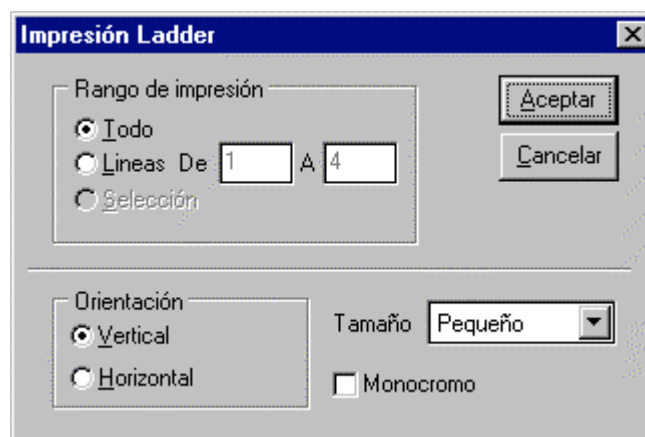 Impresión Ladder
Rango de impresión
Todo
Lineas De 1 A 4
Selección
Aceptar
Cancelar
Orientación
Vertical
Horizontal
Tamaño Pequeño
Monocromo